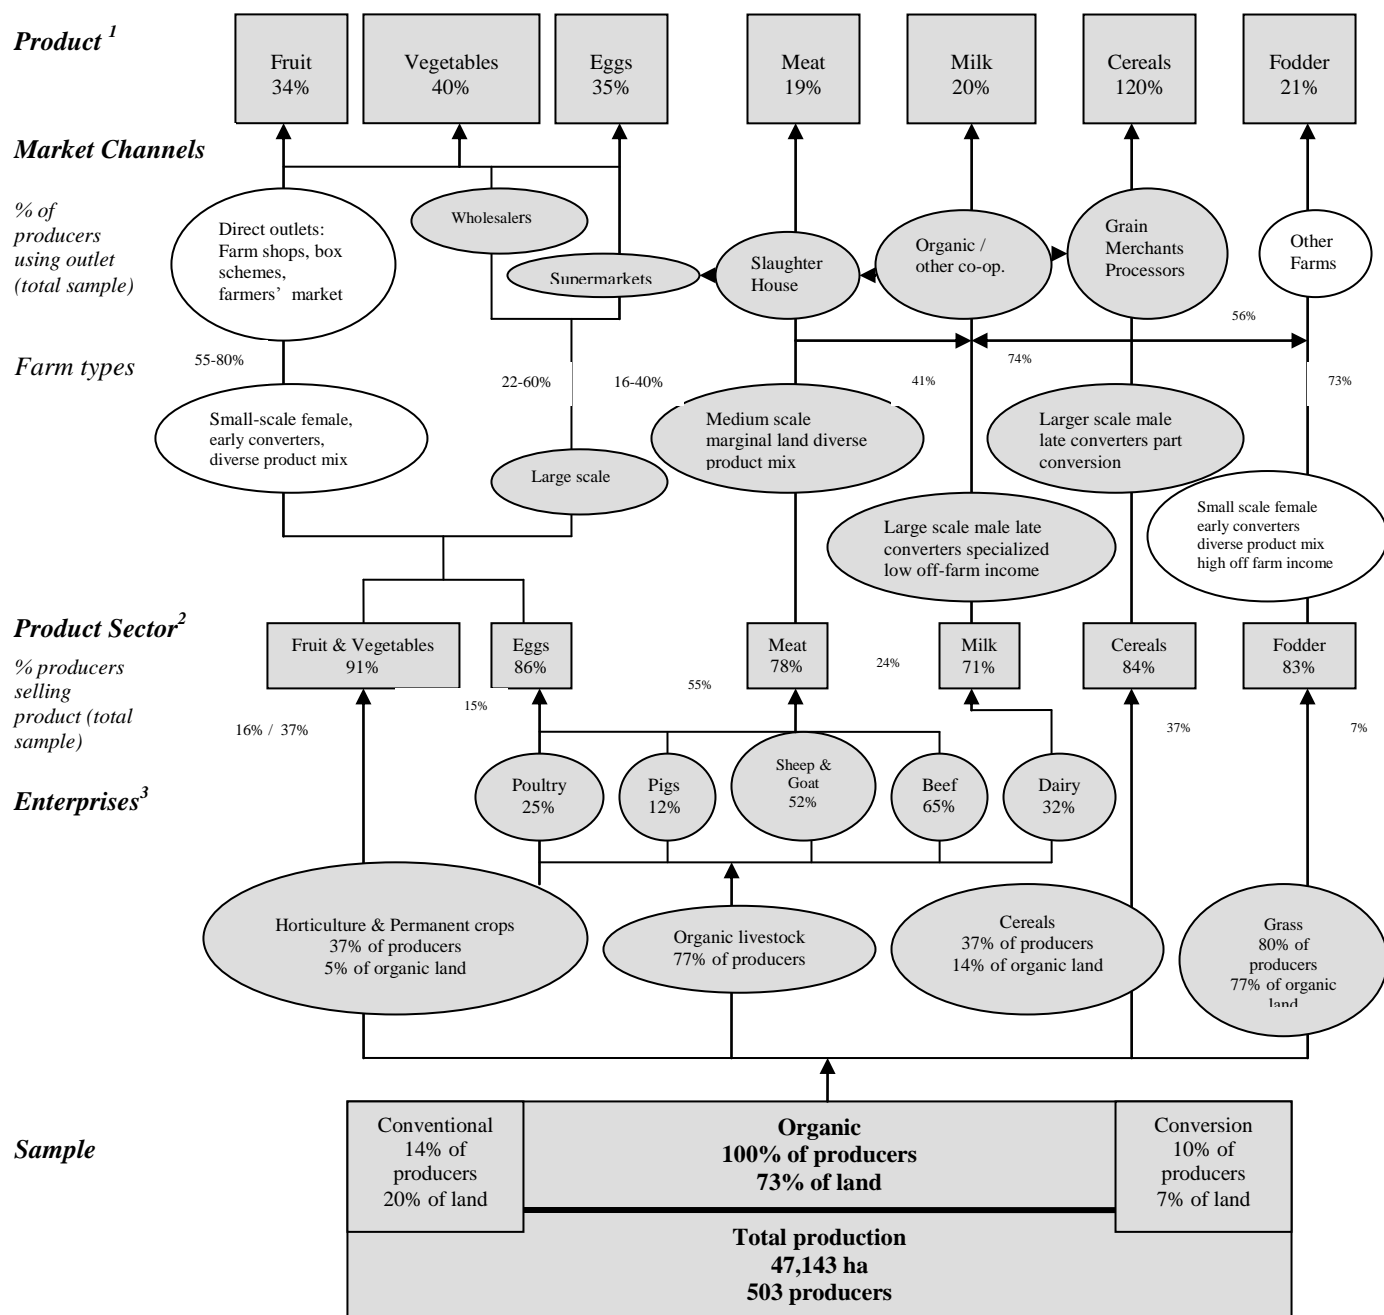 Product 1
Fruit
34%
Vegetables
40%
Eggs
35%
Meat
19%
Milk
20%
Cereals
120%
Fodder
21%
Market Channels
% of
producers
using outlet
(total sample)
Direct outlets:
Farm shops, box
schemes,
farmers’ market
Wholesalers
Supermarkets
Slaughter
House
Organic /
other co-op.
Grain
Merchants
Processors
Other
Farms
56%
Farm types
55-80%
22-60%
16-40%
41%
74%
73%
Small-scale female,
early converters,
diverse product mix
Large scale
Medium scale
marginal land diverse
product mix
Large scale male late
converters specialized
low off-farm income
Larger scale male
late converters part
conversion
Small scale female
early converters
diverse product mix
high off farm income
Product Sector2
% producers
selling
product (total
sample)
Fruit & Vegetables
91%
Eggs
86%
Meat
78%
Milk
71%
Cereals
84%
Fodder
83%
16% / 37%
15%
55%
24%
37%
7%
Enterprises3
Poultry
25%
Pigs
12%
Sheep &
Goat
52%
Beef
65%
Dairy
32%
Horticulture & Permanent crops
37% of producers
5% of organic land
Organic livestock
77% of producers
Cereals
37% of producers
14% of organic land
Grass
80% of
producers
77% of organic
land
Sample
Conventional
14% of
producers
20% of land
Organic
100% of producers
73% of land
Conversion
10% of
producers
7% of land
Total production
47,143 ha
503 producers